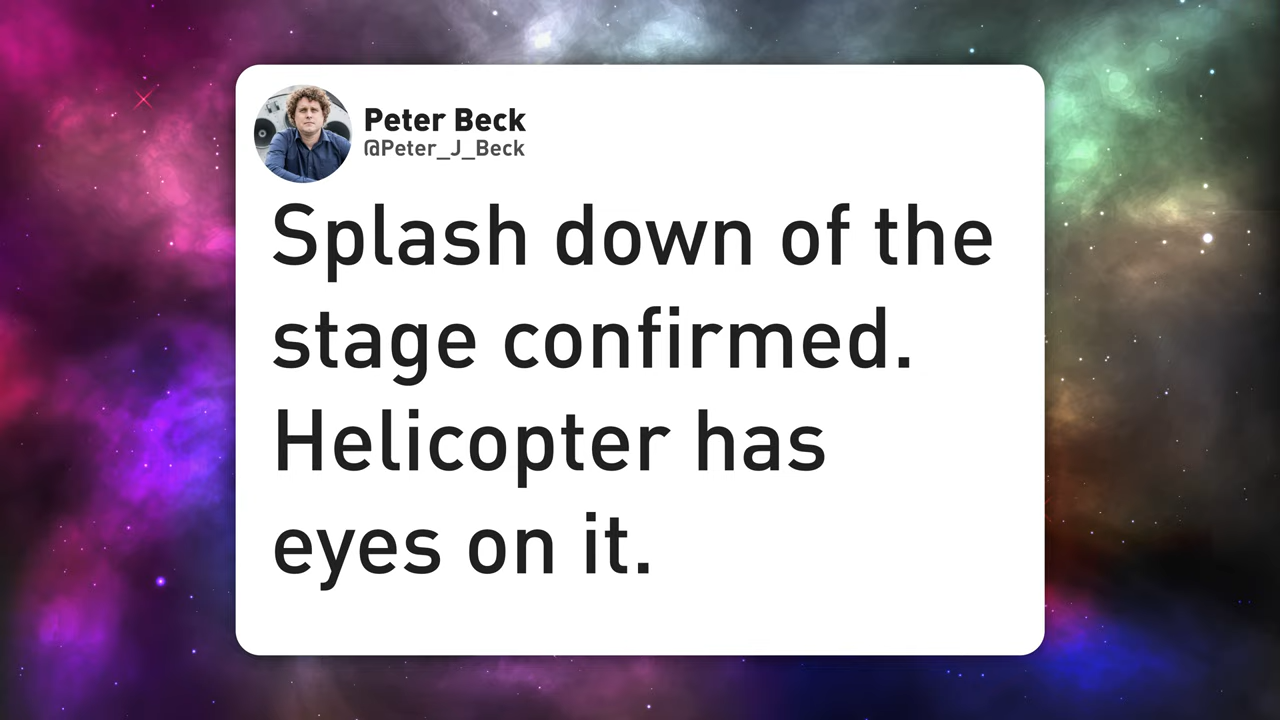 Peter Beck
@Peter_J_Beck
Splash down of the
stage confirmed.
Helicopter has
eyes on it.